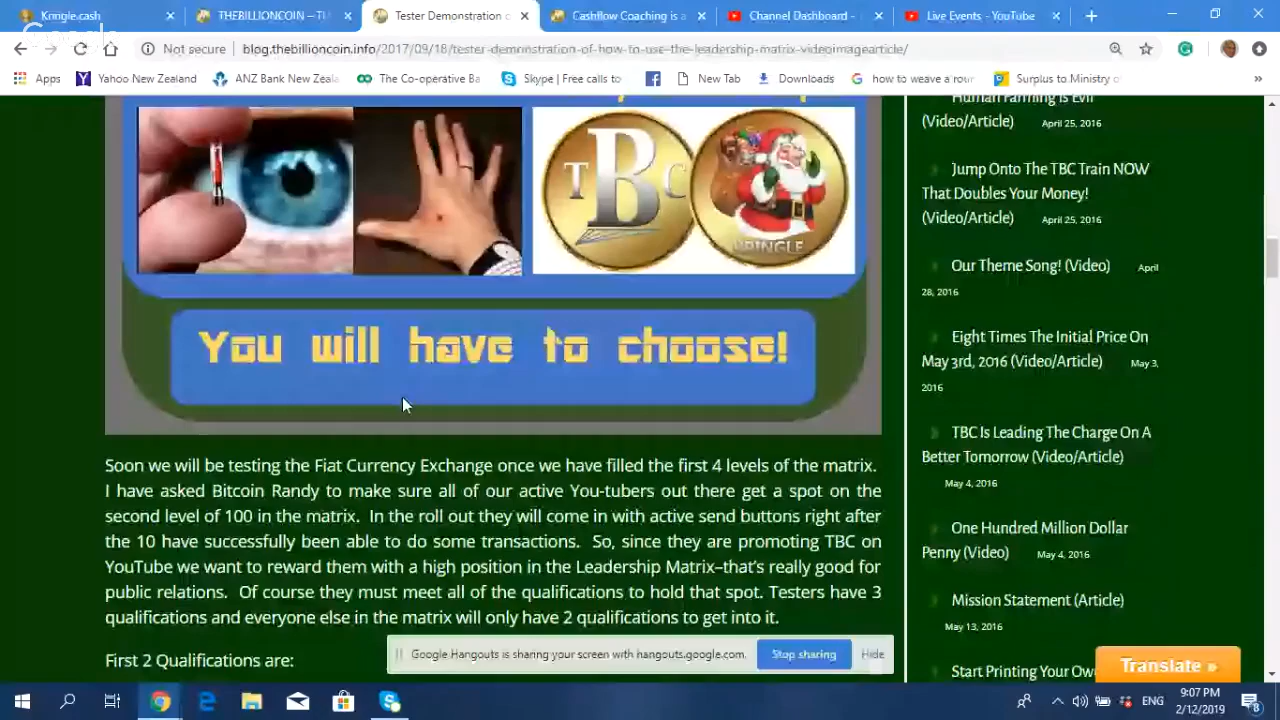 Kringle.cash
THEBILLIONCOIN – TI
Tester Demonstration o
Cashflow Coaching is a
Channel Dashboard -
Live Events - YouTube
Google
Not secure
blog.thebillioncoin.info/2017/09/18/tester-demonstration-of-how-to-use-the-leadership-matrix-videoimagearticle/
Apps
Yahoo New Zealand
ANZ Bank New Zeala
The Co-operative Ba
Skype | Free calls to
New Tab
Downloads
how to weave a roun
Surplus to Ministry of
T B C
KRINGLE
You will have to choose!
Soon we will be testing the Fiat Currency Exchange once we have filled the first 4 levels of the matrix.
I have asked Bitcoin Randy to make sure all of our active You-tubers out there get a spot on the
second level of 100 in the matrix. In the roll out they will come in with active send buttons right after
the 10 have successfully been able to do some transactions. So, since they are promoting TBC on
YouTube we want to reward them with a high position in the Leadership Matrix–that's really good for
public relations. Of course they must meet all of the qualifications to hold that spot. Testers have 3
qualifications and everyone else in the matrix will only have 2 qualifications to get into it.
First 2 Qualifications are:
Human Farming Is Evil
(Video/Article) April 25, 2016
Jump Onto The TBC Train NOW
That Doubles Your Money!
(Video/Article) April 25, 2016
Our Theme Song! (Video) April
28, 2016
Eight Times The Initial Price On
May 3rd, 2016 (Video/Article) May 3,
2016
TBC Is Leading The Charge On A
Better Tomorrow (Video/Article)
May 4, 2016
One Hundred Million Dollar
Penny (Video) May 4, 2016
Mission Statement (Article)
May 13, 2016
Start Printing Your Own
Translate »
Google Hangouts is sharing your screen with hangouts.google.com.
Stop sharing
Hide
ENG
9:07 PM
2/12/2019
8